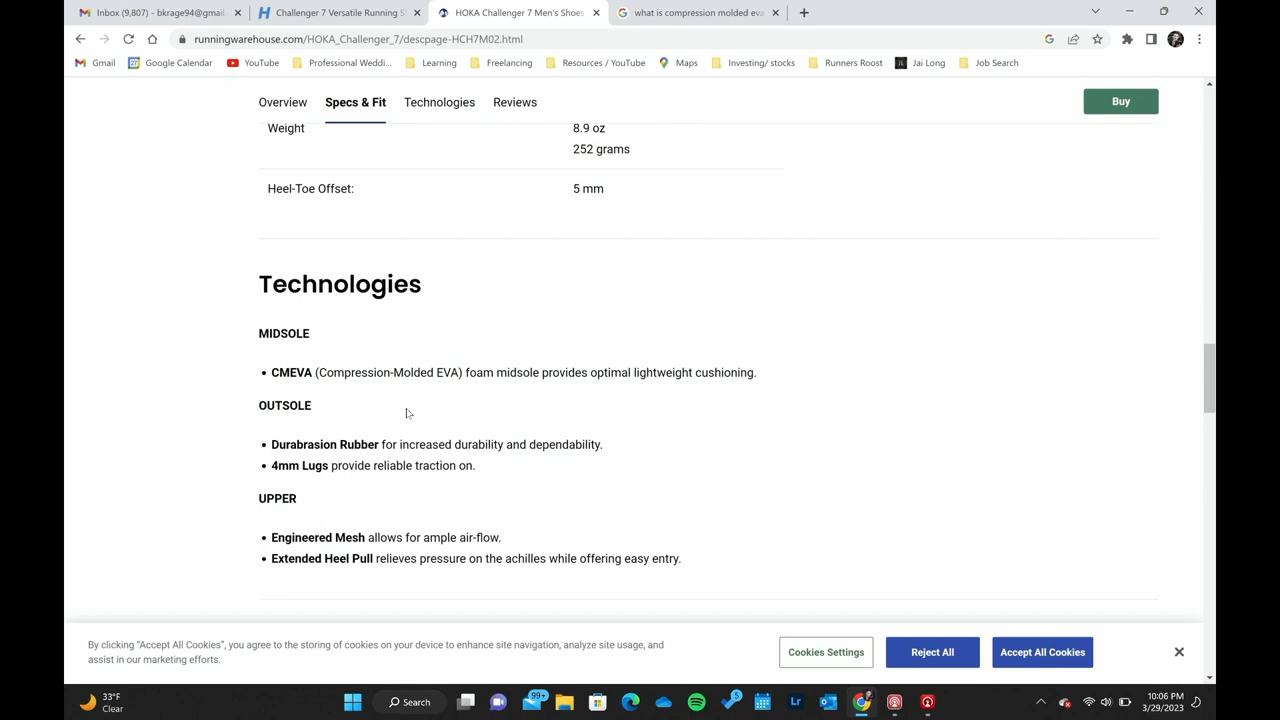 Inbox (9,807) - bkrage94@gmail
Challenger 7 Versatile Running S
HOKA Challenger 7 Men's Shoes
what is compression molded eva
runningwarehouse.com/HOKA_Challenger_7/descpage-HCH7M02.html
Gmail
Google Calendar
YouTube
Professional Weddi...
Learning
Freelancing
Resources / YouTube
Maps
Investing/ stocks
Runners Roost
JL Jai Long
Job Search
Overview
Specs & Fit
Technologies
Reviews
Buy
Weight 8.9 oz
252 grams
Heel-Toe Offset: 5 mm
Technologies
MIDSOLE
• CMEVA (Compression-Molded EVA) foam midsole provides optimal lightweight cushioning.
OUTSOLE
• Durabrasion Rubber for increased durability and dependability.
• 4mm Lugs provide reliable traction on.
UPPER
• Engineered Mesh allows for ample air-flow.
• Extended Heel Pull relieves pressure on the achilles while offering easy entry.
By clicking “Accept All Cookies”, you agree to the storing of cookies on your device to enhance site navigation, analyze site usage, and
assist in our marketing efforts.
Cookies Settings
Reject All
Accept All Cookies
33°F
Clear
Search
99+
5
Lr
10:06 PM
3/29/2023